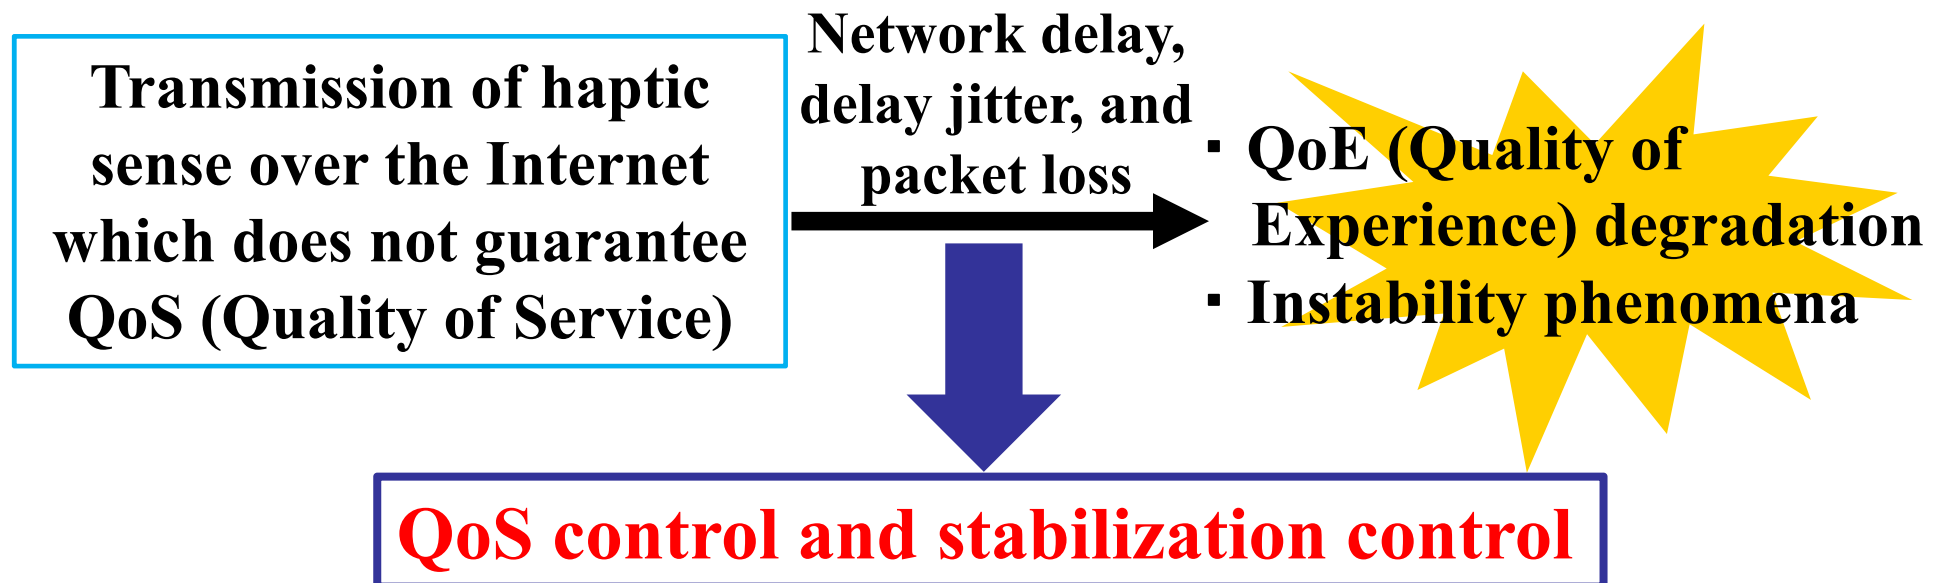 Transmission of haptic
sense over the Internet
which does not guarantee
QoS (Quality of Service)
Network delay,
delay jitter, and
packet loss
▪ QoE (Quality of
Experience) degradation
▪ Instability phenomena
QoS control and stabilization control